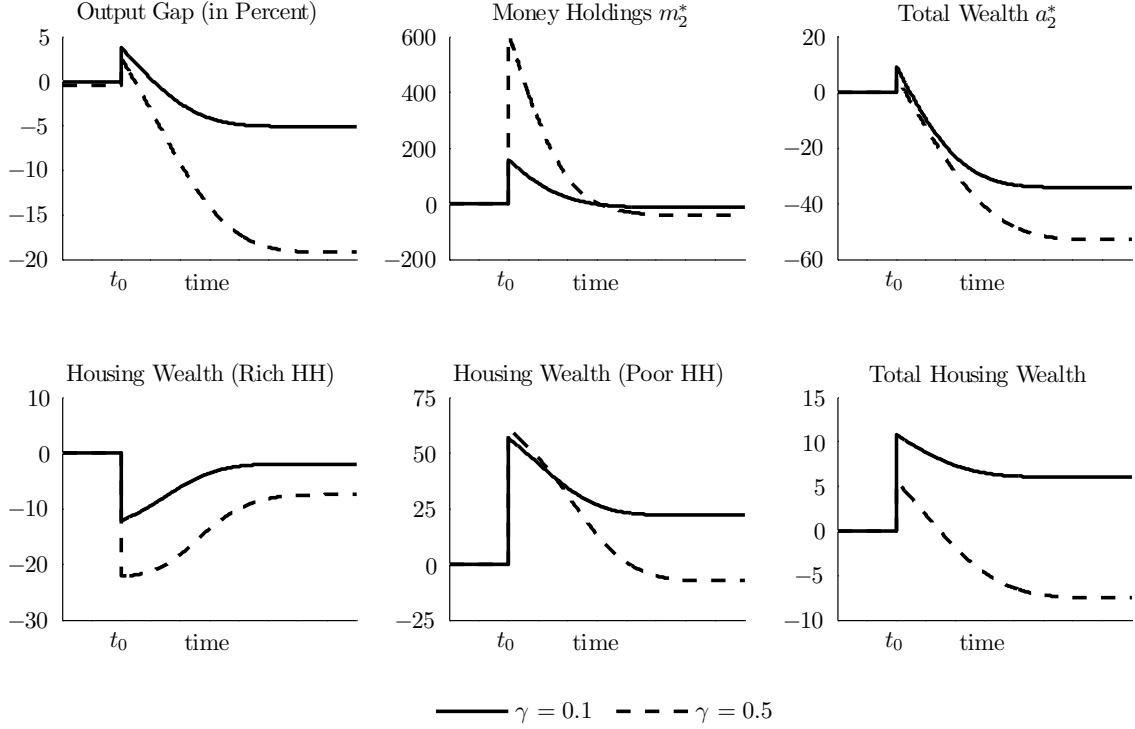 Output Gap (in Percent)
5
0
−5
−10
−15
−20
t₀ time
Money Holdings m₂*
600
400
200
0
−200
t₀ time
Total Wealth a₂*
20
0
−20
−40
−60
t₀ time
Housing Wealth (Rich HH)
10
0
−10
−20
−30
t₀ time
Housing Wealth (Poor HH)
75
50
25
0
−25
t₀ time
Total Housing Wealth
15
10
5
0
−5
−10
t₀ time
γ = 0.1 γ = 0.5